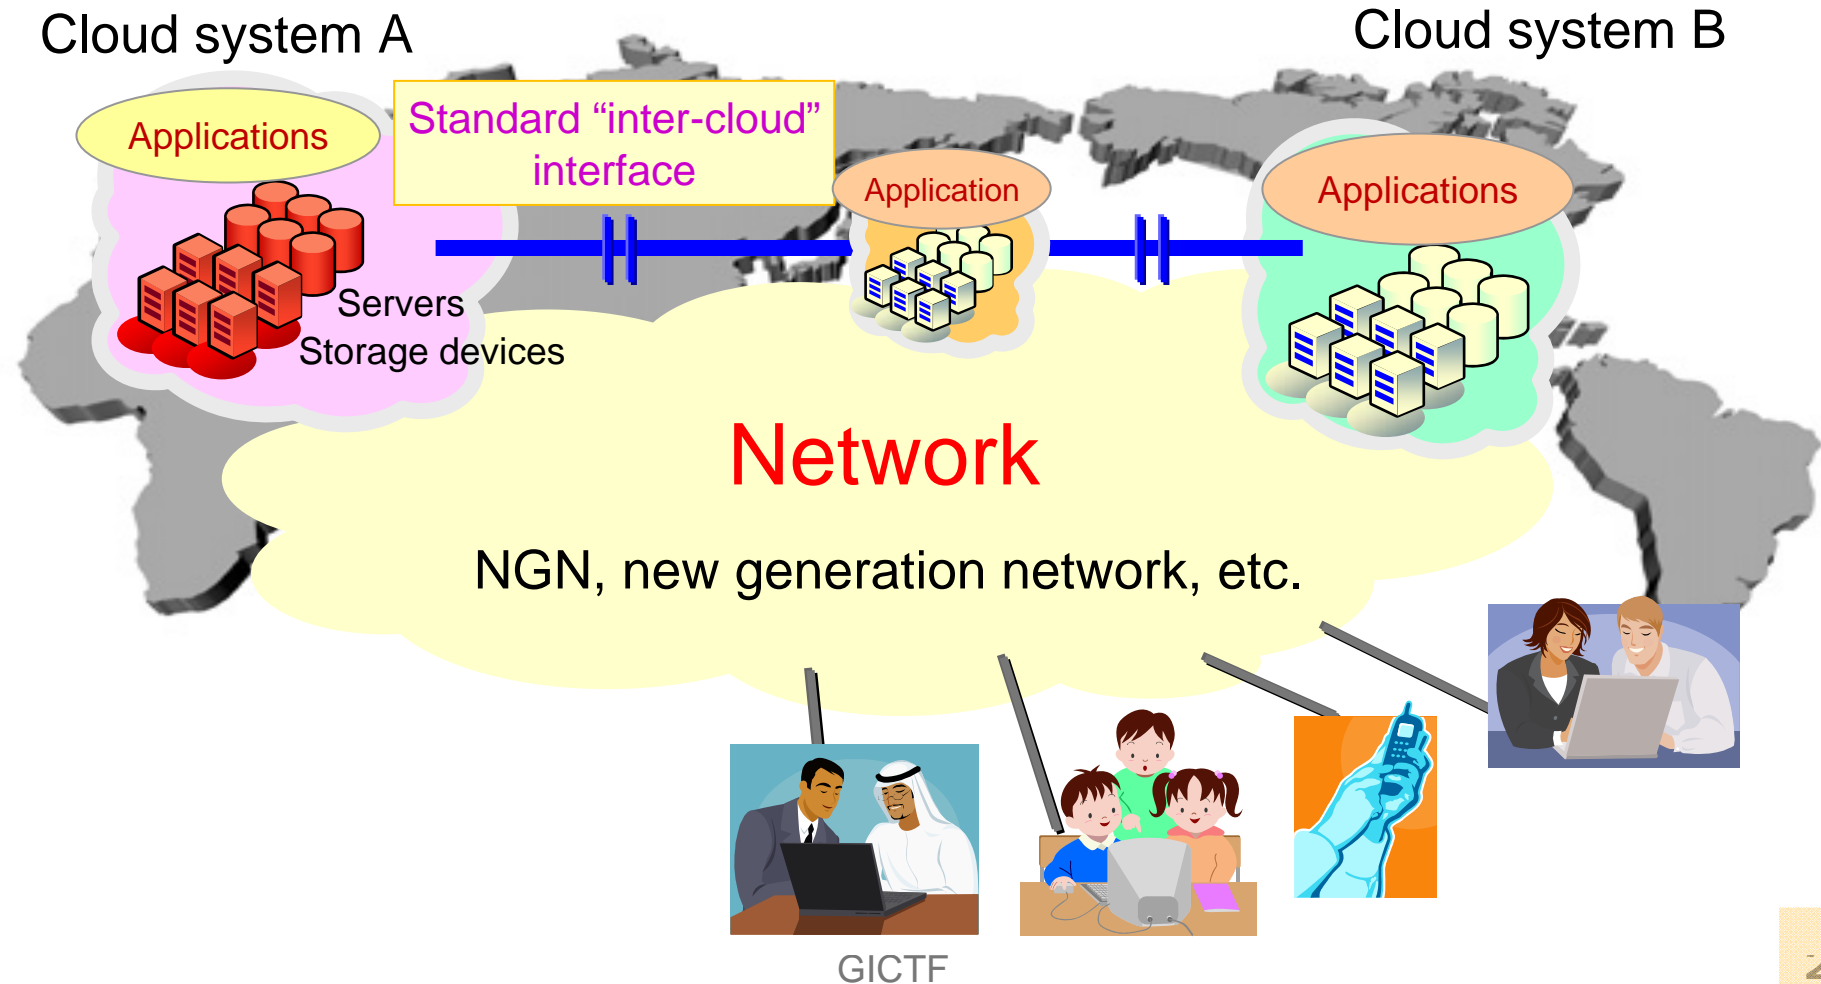 Cloud system A
Cloud system B
Applications
Standard “inter-cloud”
interface
Application
Applications
Servers
Storage devices
Network
NGN, new generation network, etc.
GICTF